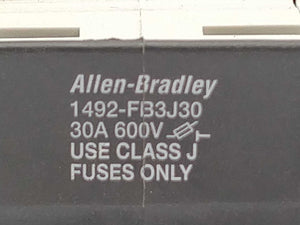 Allen-Bradley
1492-FB3J30
30A 600V
USE CLASS J
FUSES ONLY